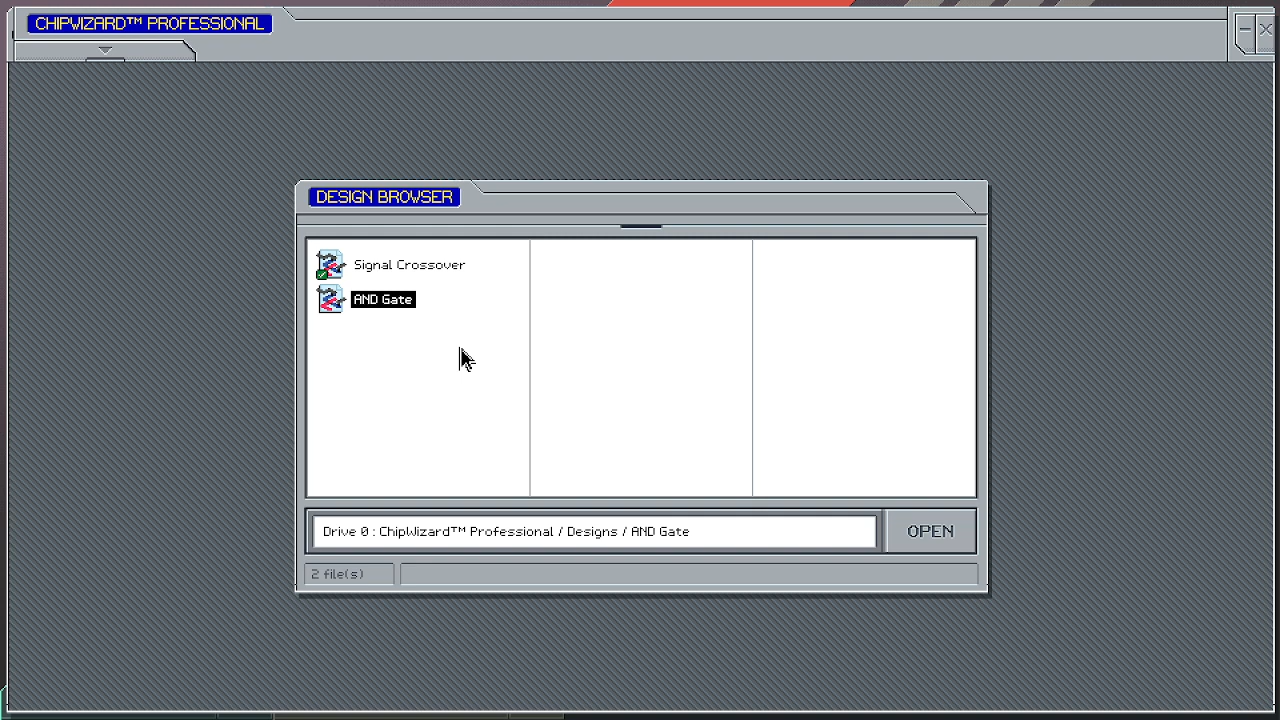 CHIPWIZARD™ PROFESSIONAL
DESIGN BROWSER
Signal Crossover
AND Gate
Drive 0 : ChipWizard™ Professional / Designs / AND Gate
OPEN
2 file(s)